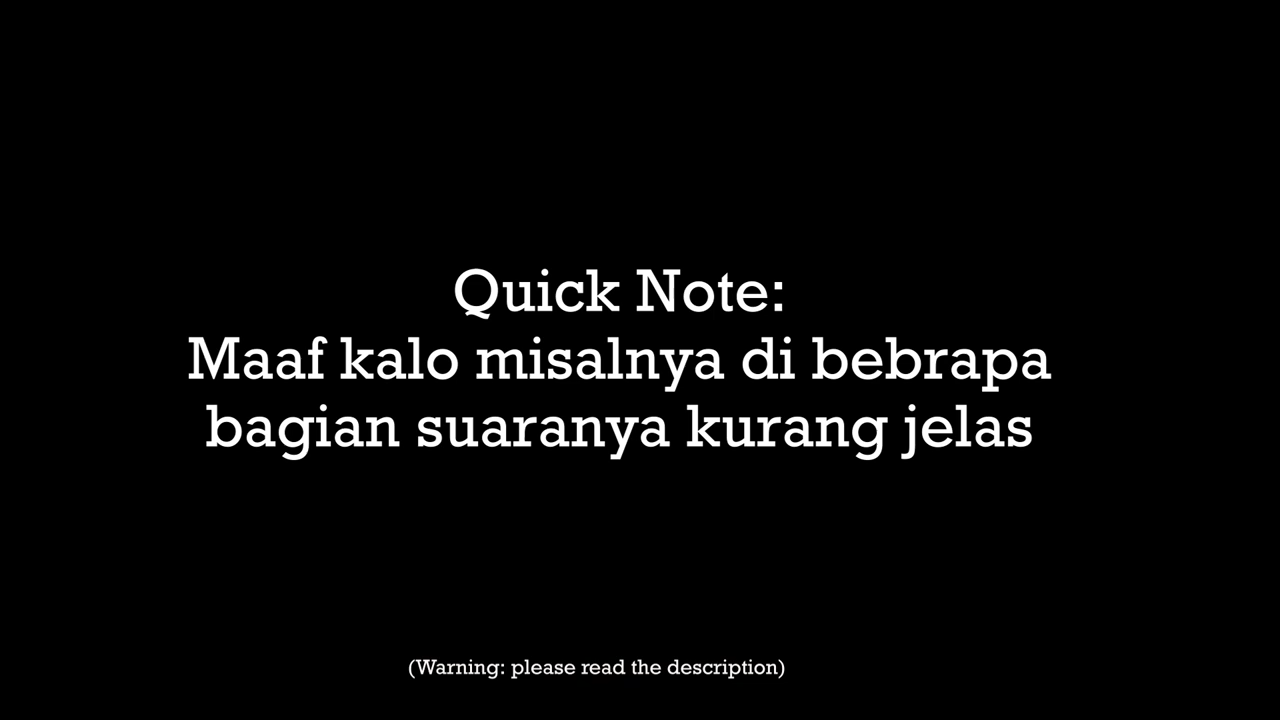 Quick Note:
Maaf kalo misalnya di bebrapa
bagian suaranya kurang jelas
(Warning: please read the description)